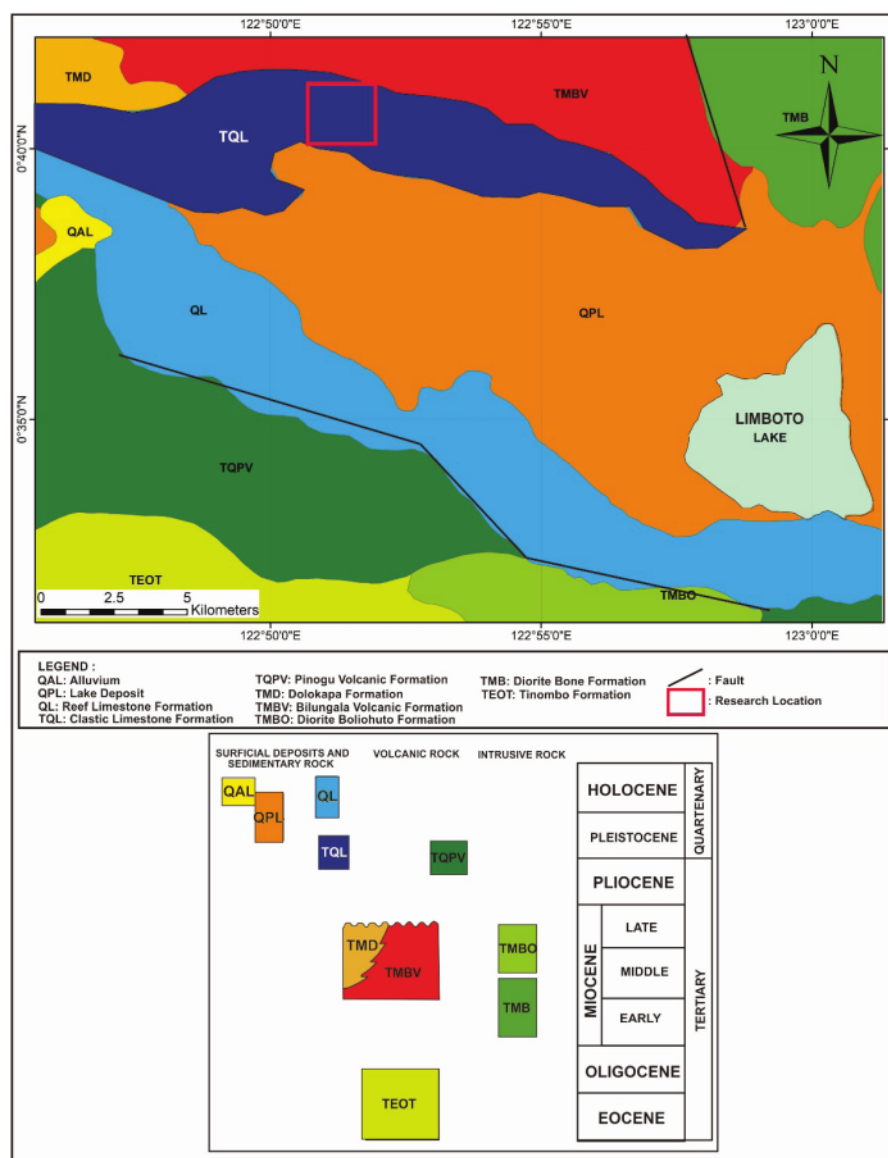 122°50'0"E 122°55'0"E 123°0'0"E
TMD
TMBV
N
TQL
TMB
0°40'0"N
QAL
QL
QPL
0°35'0"N
LIMBOTO
LAKE
TQPV
TEOT
TMBO
0 2.5 5
Kilometers
122°50'0"E 122°55'0"E 123°0'0"E
LEGEND :
QAL: Alluvium
QPL: Lake Deposit
QL: Reef Limestone Formation
TQL: Clastic Limestone Formation
TQPV: Pinogu Volcanic Formation
TMD: Dolokapa Formation
TMBV: Bilungala Volcanic Formation
TMBO: Diorite Boliohuto Formation
TMB: Diorite Bone Formation
TEOT: Tinombo Formation
: Fault
: Research Location
SURFICIAL DEPOSITS AND
SEDIMENTARY ROCK
VOLCANIC ROCK
INTRUSIVE ROCK
QAL
QPL
QL
TQL
TQPV
TMD
TMBV
TMBO
TMB
TEOT
HOLOCENE
PLEISTOCENE
QUARTENARY
PLIOCENE
MIOCENE
LATE
MIDDLE
EARLY
OLIGOCENE
EOCENE
TERTIARY